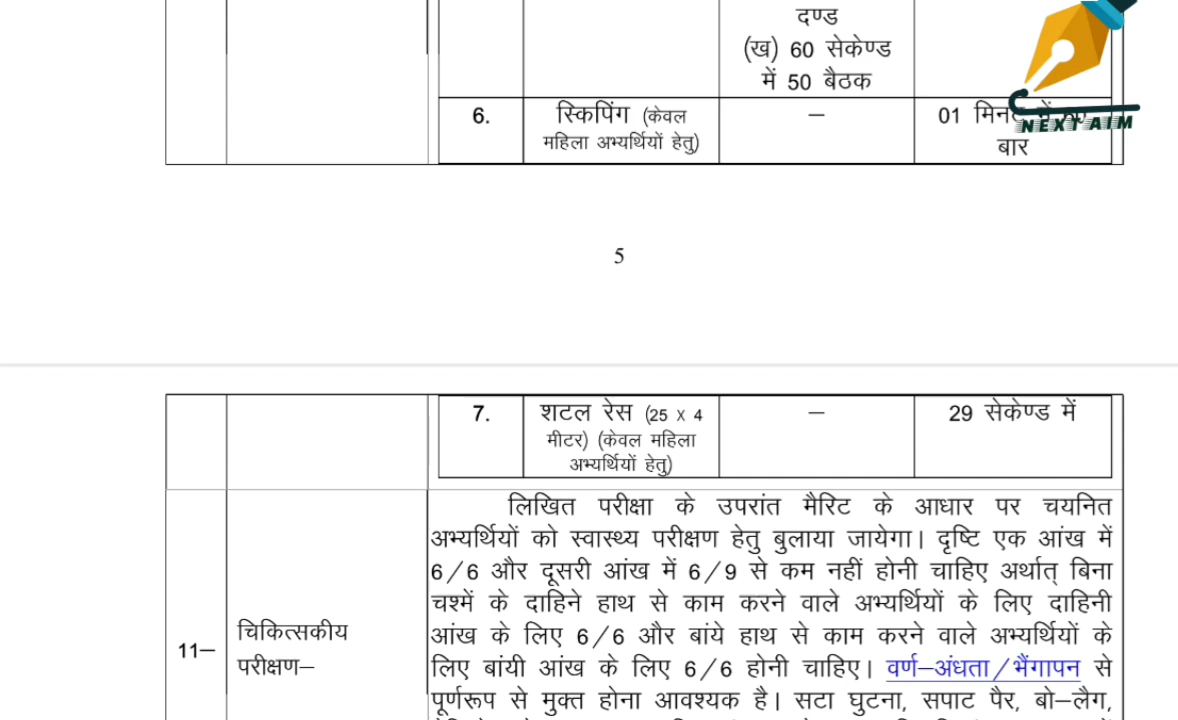 दण्ड
(ख) 60 सेकेण्ड
में 50 बैठक
6. स्किपिंग (केवल — 01 मिनट में
महिला अभ्यर्थियों हेतु) बार
NEXT AIM
5
7. शटल रेस (25 x 4 — 29 सेकेण्ड में
मीटर) (केवल महिला
अभ्यर्थियों हेतु)
लिखित परीक्षा के उपरांत मैरिट के आधार पर चयनित
अभ्यर्थियों को स्वास्थ्य परीक्षण हेतु बुलाया जायेगा। दृष्टि एक आंख में
6/6 और दूसरी आंख में 6/9 से कम नहीं होनी चाहिए अर्थात् बिना
चश्में के दाहिने हाथ से काम करने वाले अभ्यर्थियों के लिए दाहिनी
11— चिकित्सकीय परीक्षण— आंख के लिए 6/6 और बांये हाथ से काम करने वाले अभ्यर्थियों के
लिए बांयी आंख के लिए 6/6 होनी चाहिए। वर्ण—अंधता/भैंगापन से
पूर्णरूप से मुक्त होना आवश्यक है। सटा घुटना, सपाट पैर, बो—लैग,